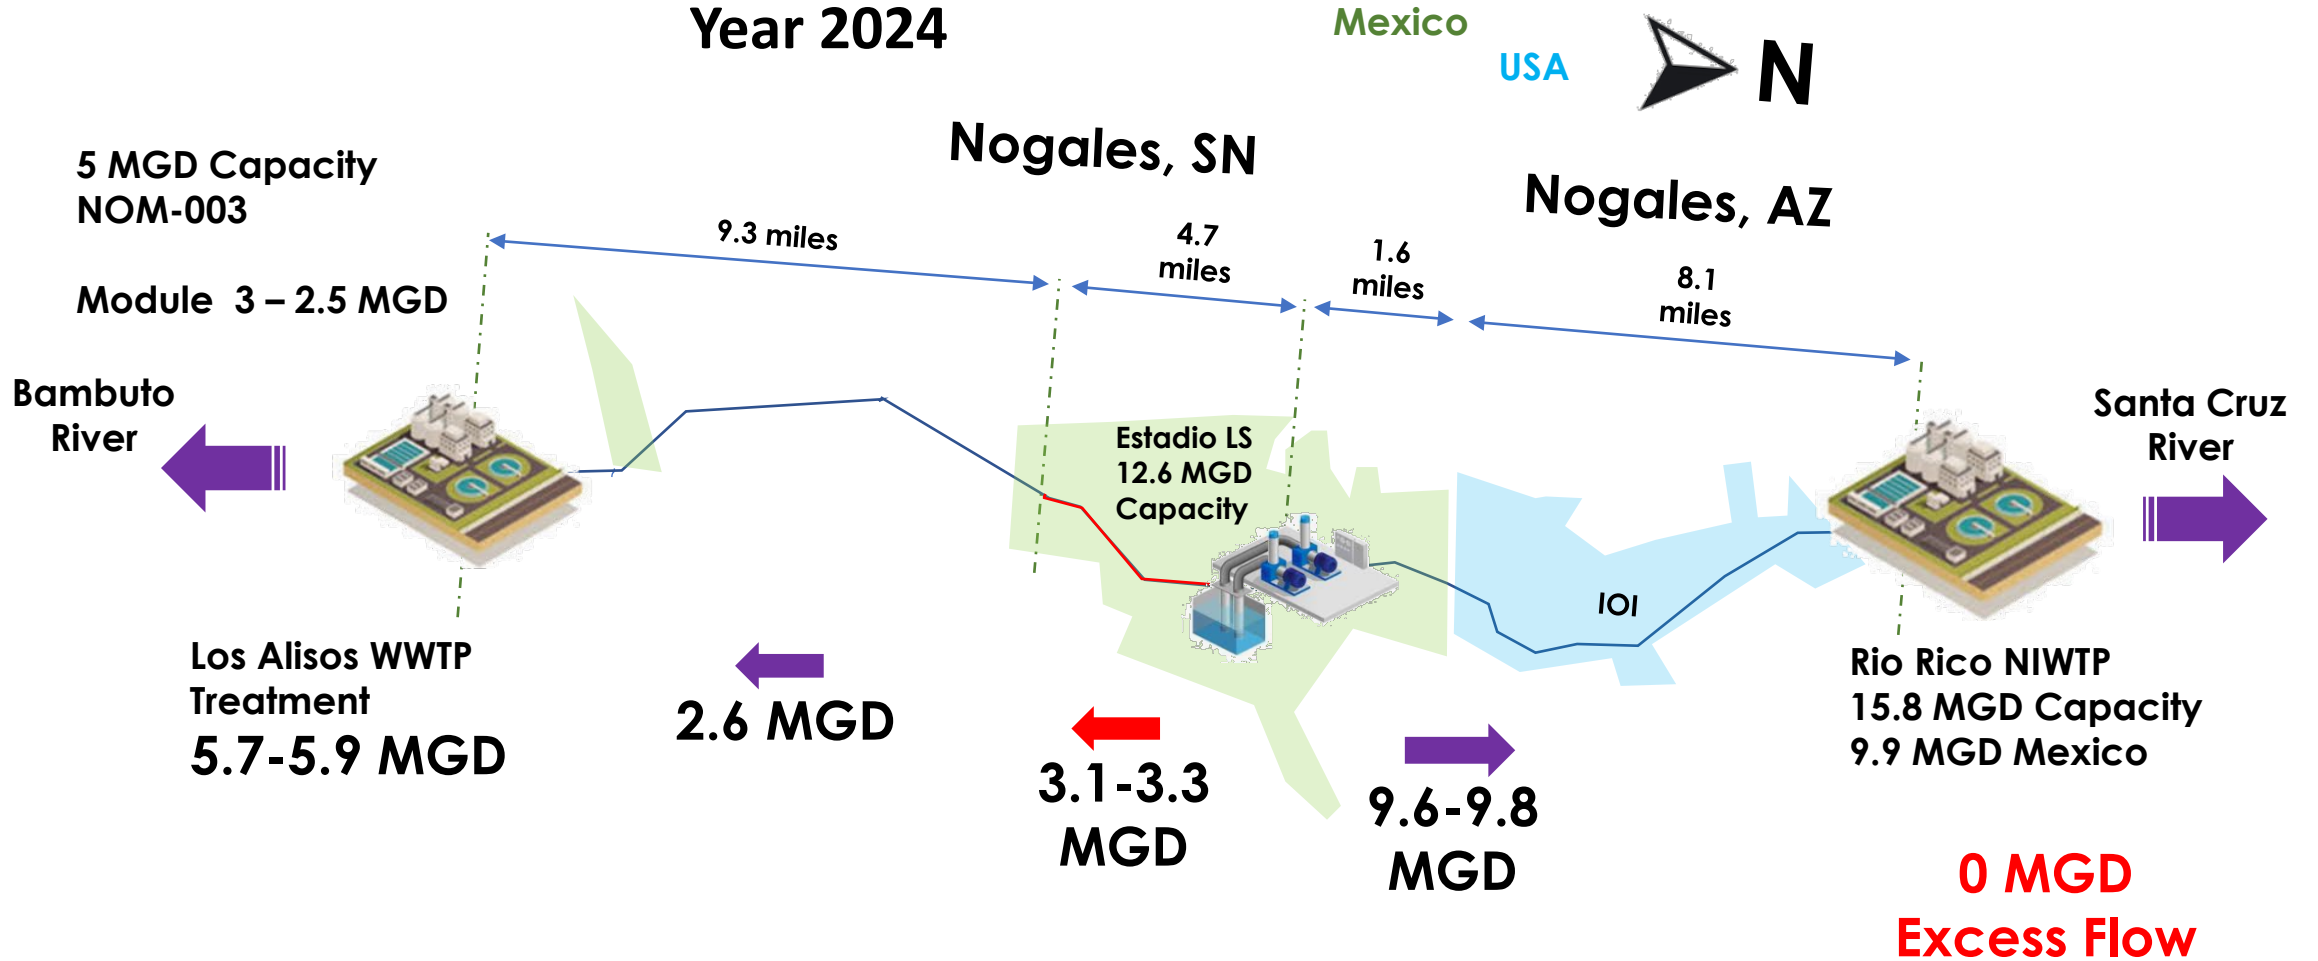 Year 2024
Mexico
USA
N
Nogales, SN
Nogales, AZ
5 MGD Capacity
NOM-003
Module 3 – 2.5 MGD
9.3 miles
4.7
miles
1.6
miles
8.1
miles
Bambuto
River
Estadio LS
12.6 MGD
Capacity
Santa Cruz
River
IOI
Los Alisos WWTP
Treatment
5.7-5.9 MGD
2.6 MGD
3.1-3.3
MGD
9.6-9.8
MGD
Rio Rico NIWTP
15.8 MGD Capacity
9.9 MGD Mexico
0 MGD
Excess Flow